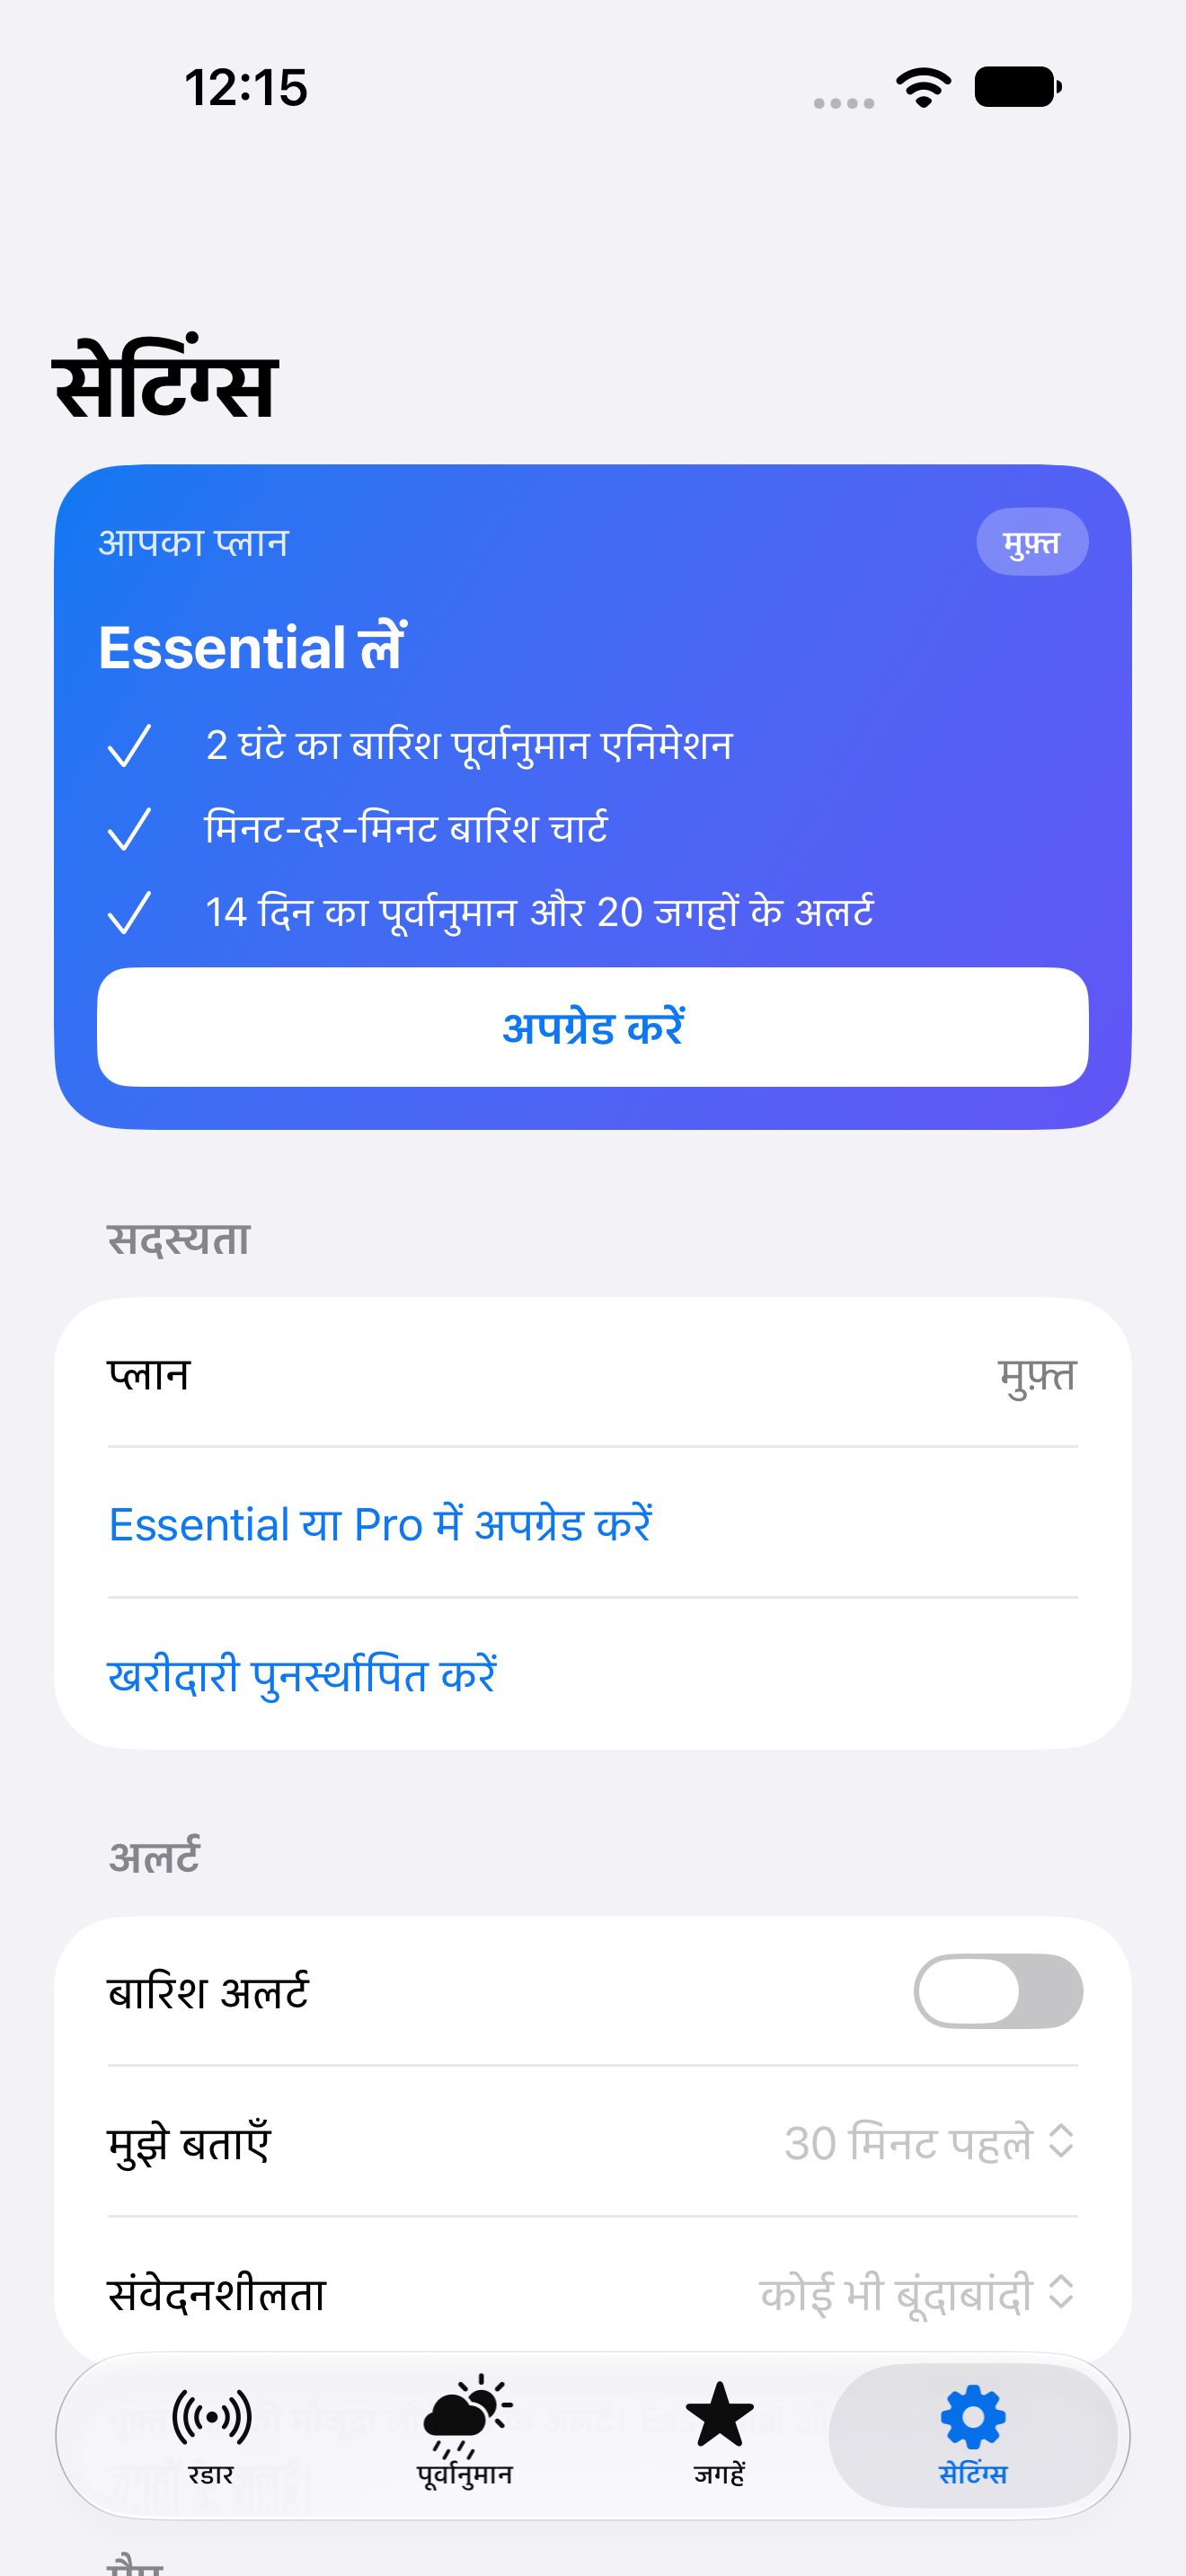 12:15
सेटिंग्स
आपका प्लान
मुफ़्त
Essential लें
2 घंटे का बारिश पूर्वानुमान एनिमेशन
मिनट-दर-मिनट बारिश चार्ट
14 दिन का पूर्वानुमान और 20 जगहों के अलर्ट
अपग्रेड करें
सदस्यता
प्लान
मुफ़्त
Essential या Pro में अपग्रेड करें
खरीदारी पुनर्स्थापित करें
अलर्ट
बारिश अलर्ट
मुझे बताएँ
30 मिनट पहले
संवेदनशीलता
कोई भी बूंदाबांदी
रडार
पूर्वानुमान
जगहें
सेटिंग्स